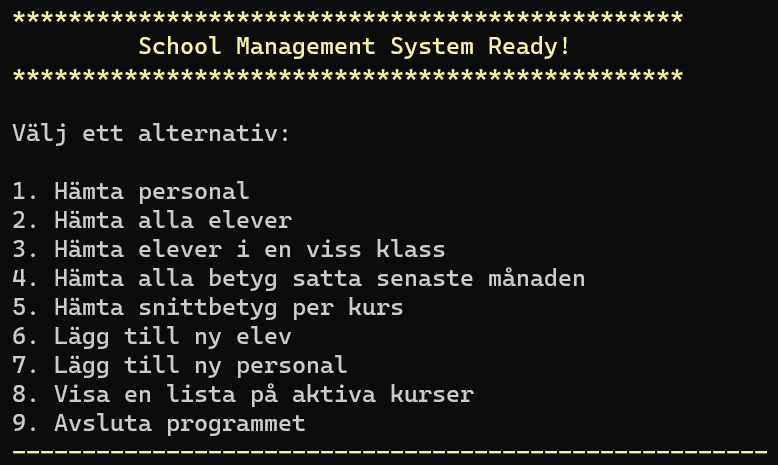 ************************************************
School Management System Ready!
************************************************
Välj ett alternativ:
1. Hämta personal
2. Hämta alla elever
3. Hämta elever i en viss klass
4. Hämta alla betyg satta senaste månaden
5. Hämta snittbetyg per kurs
6. Lägg till ny elev
7. Lägg till ny personal
8. Visa en lista på aktiva kurser
9. Avsluta programmet
------------------------------------------------------